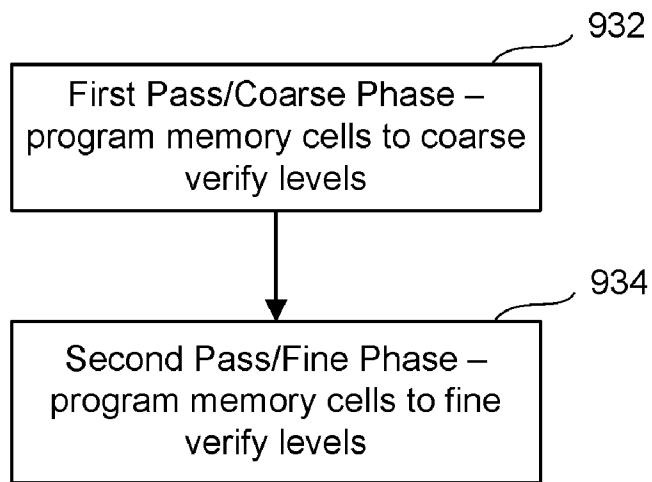 932
First Pass/Coarse Phase –
program memory cells to coarse
verify levels
934
Second Pass/Fine Phase –
program memory cells to fine
verify levels